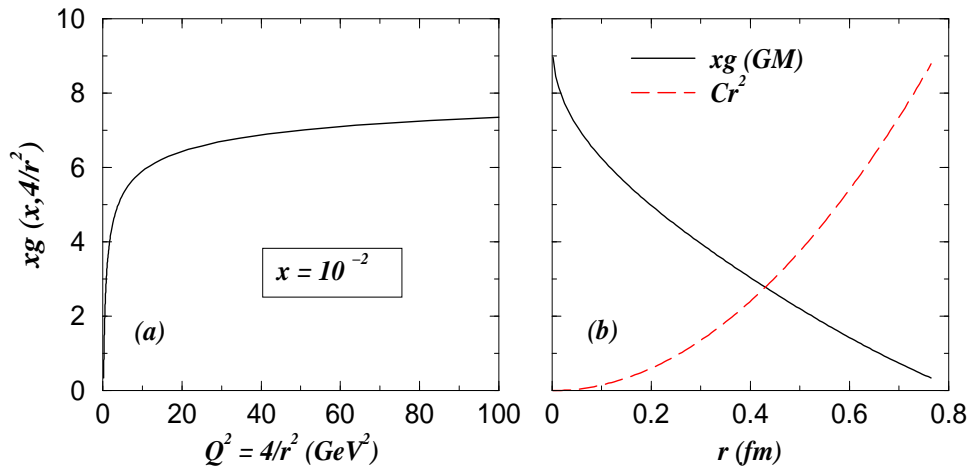 10
8
6
4
2
0
xg (x,4/r²)
x = 10⁻²
(a)
0 20 40 60 80 100
Q² = 4/r² (GeV²)
xg (GM)
Cr²
(b)
0 0.2 0.4 0.6 0.8
r (fm)